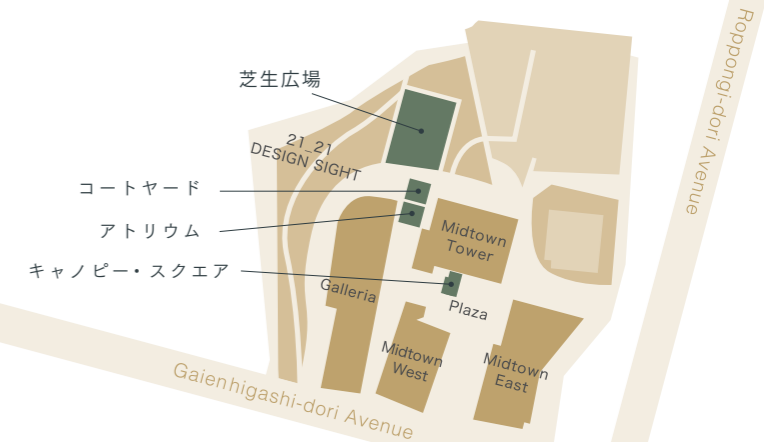 芝生広場
21_21
DESIGN SIGHT
コートヤード
アトリウム
キャノピー・スクエア
Midtown
Tower
Galleria
Plaza
Midtown
West
Midtown
East
Gaienhigashi-dori Avenue
Roppongi-dori Avenue